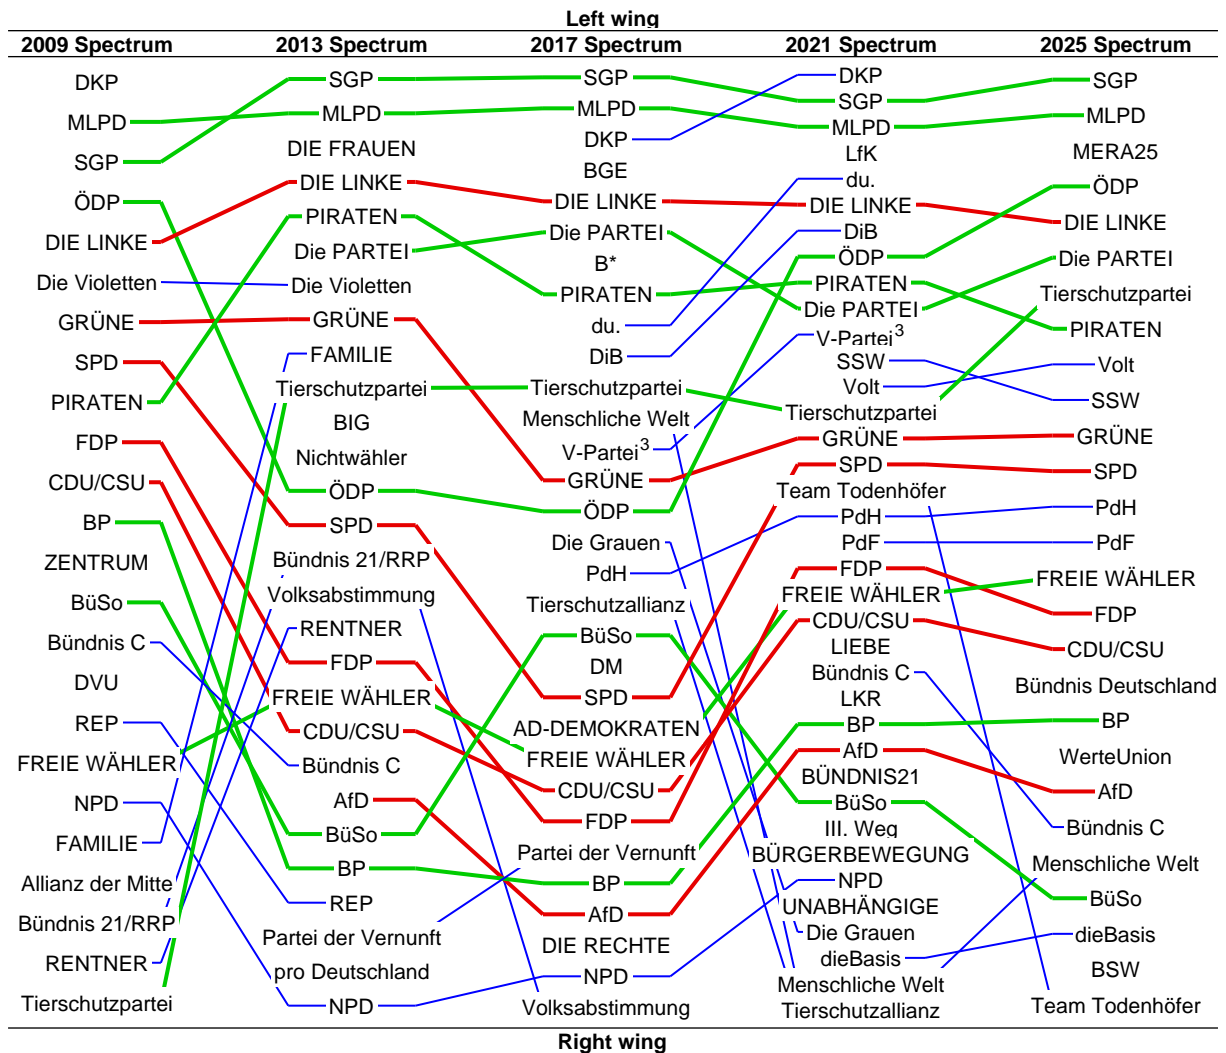 Left wing
2009 Spectrum
2013 Spectrum
2017 Spectrum
2021 Spectrum
2025 Spectrum
DKP
MLPD
SGP
ÖDP
DIE LINKE
Die Violetten
GRÜNE
SPD
PIRATEN
FDP
CDU/CSU
BP
ZENTRUM
BüSo
Bündnis C
DVU
REP
FREIE WÄHLER
NPD
FAMILIE
Allianz der Mitte
Bündnis 21/RRP
RENTNER
Tierschutzpartei
SGP
MLPD
DIE FRAUEN
DIE LINKE
PIRATEN
Die PARTEI
Die Violetten
GRÜNE
FAMILIE
Tierschutzpartei
BIG
Nichtwähler
ÖDP
SPD
Bündnis 21/RRP
Volksabstimmung
RENTNER
FDP
FREIE WÄHLER
CDU/CSU
Bündnis C
AfD
BüSo
BP
REP
Partei der Vernunft
pro Deutschland
NPD
SGP
MLPD
DKP
BGE
DIE LINKE
Die PARTEI
B*
PIRATEN
du.
DiB
Tierschutzpartei
Menschliche Welt
V-Partei³
GRÜNE
ÖDP
Die Grauen
PdH
Tierschutzallianz
BüSo
DM
SPD
AD-DEMOKRATEN
FREIE WÄHLER
CDU/CSU
FDP
Partei der Vernunft
BP
AfD
DIE RECHTE
NPD
Volksabstimmung
DKP
SGP
MLPD
LfK
du.
DIE LINKE
DiB
ÖDP
PIRATEN
Die PARTEI
V-Partei³
SSW
Volt
Tierschutzpartei
GRÜNE
SPD
Team Todenhöfer
PdH
PdF
FDP
FREIE WÄHLER
CDU/CSU
LIEBE
Bündnis C
LKR
BP
AfD
BÜNDNIS21
BüSo
III. Weg
BÜRGERBEWEGUNG
NPD
UNABHÄNGIGE
Die Grauen
dieBasis
Menschliche Welt
Tierschutzallianz
SGP
MLPD
MERA25
ÖDP
DIE LINKE
Die PARTEI
Tierschutzpartei
PIRATEN
Volt
SSW
GRÜNE
SPD
PdH
PdF
FREIE WÄHLER
FDP
CDU/CSU
Bündnis Deutschland
BP
WerteUnion
AfD
Bündnis C
Menschliche Welt
BüSo
dieBasis
BSW
Team Todenhöfer
Right wing